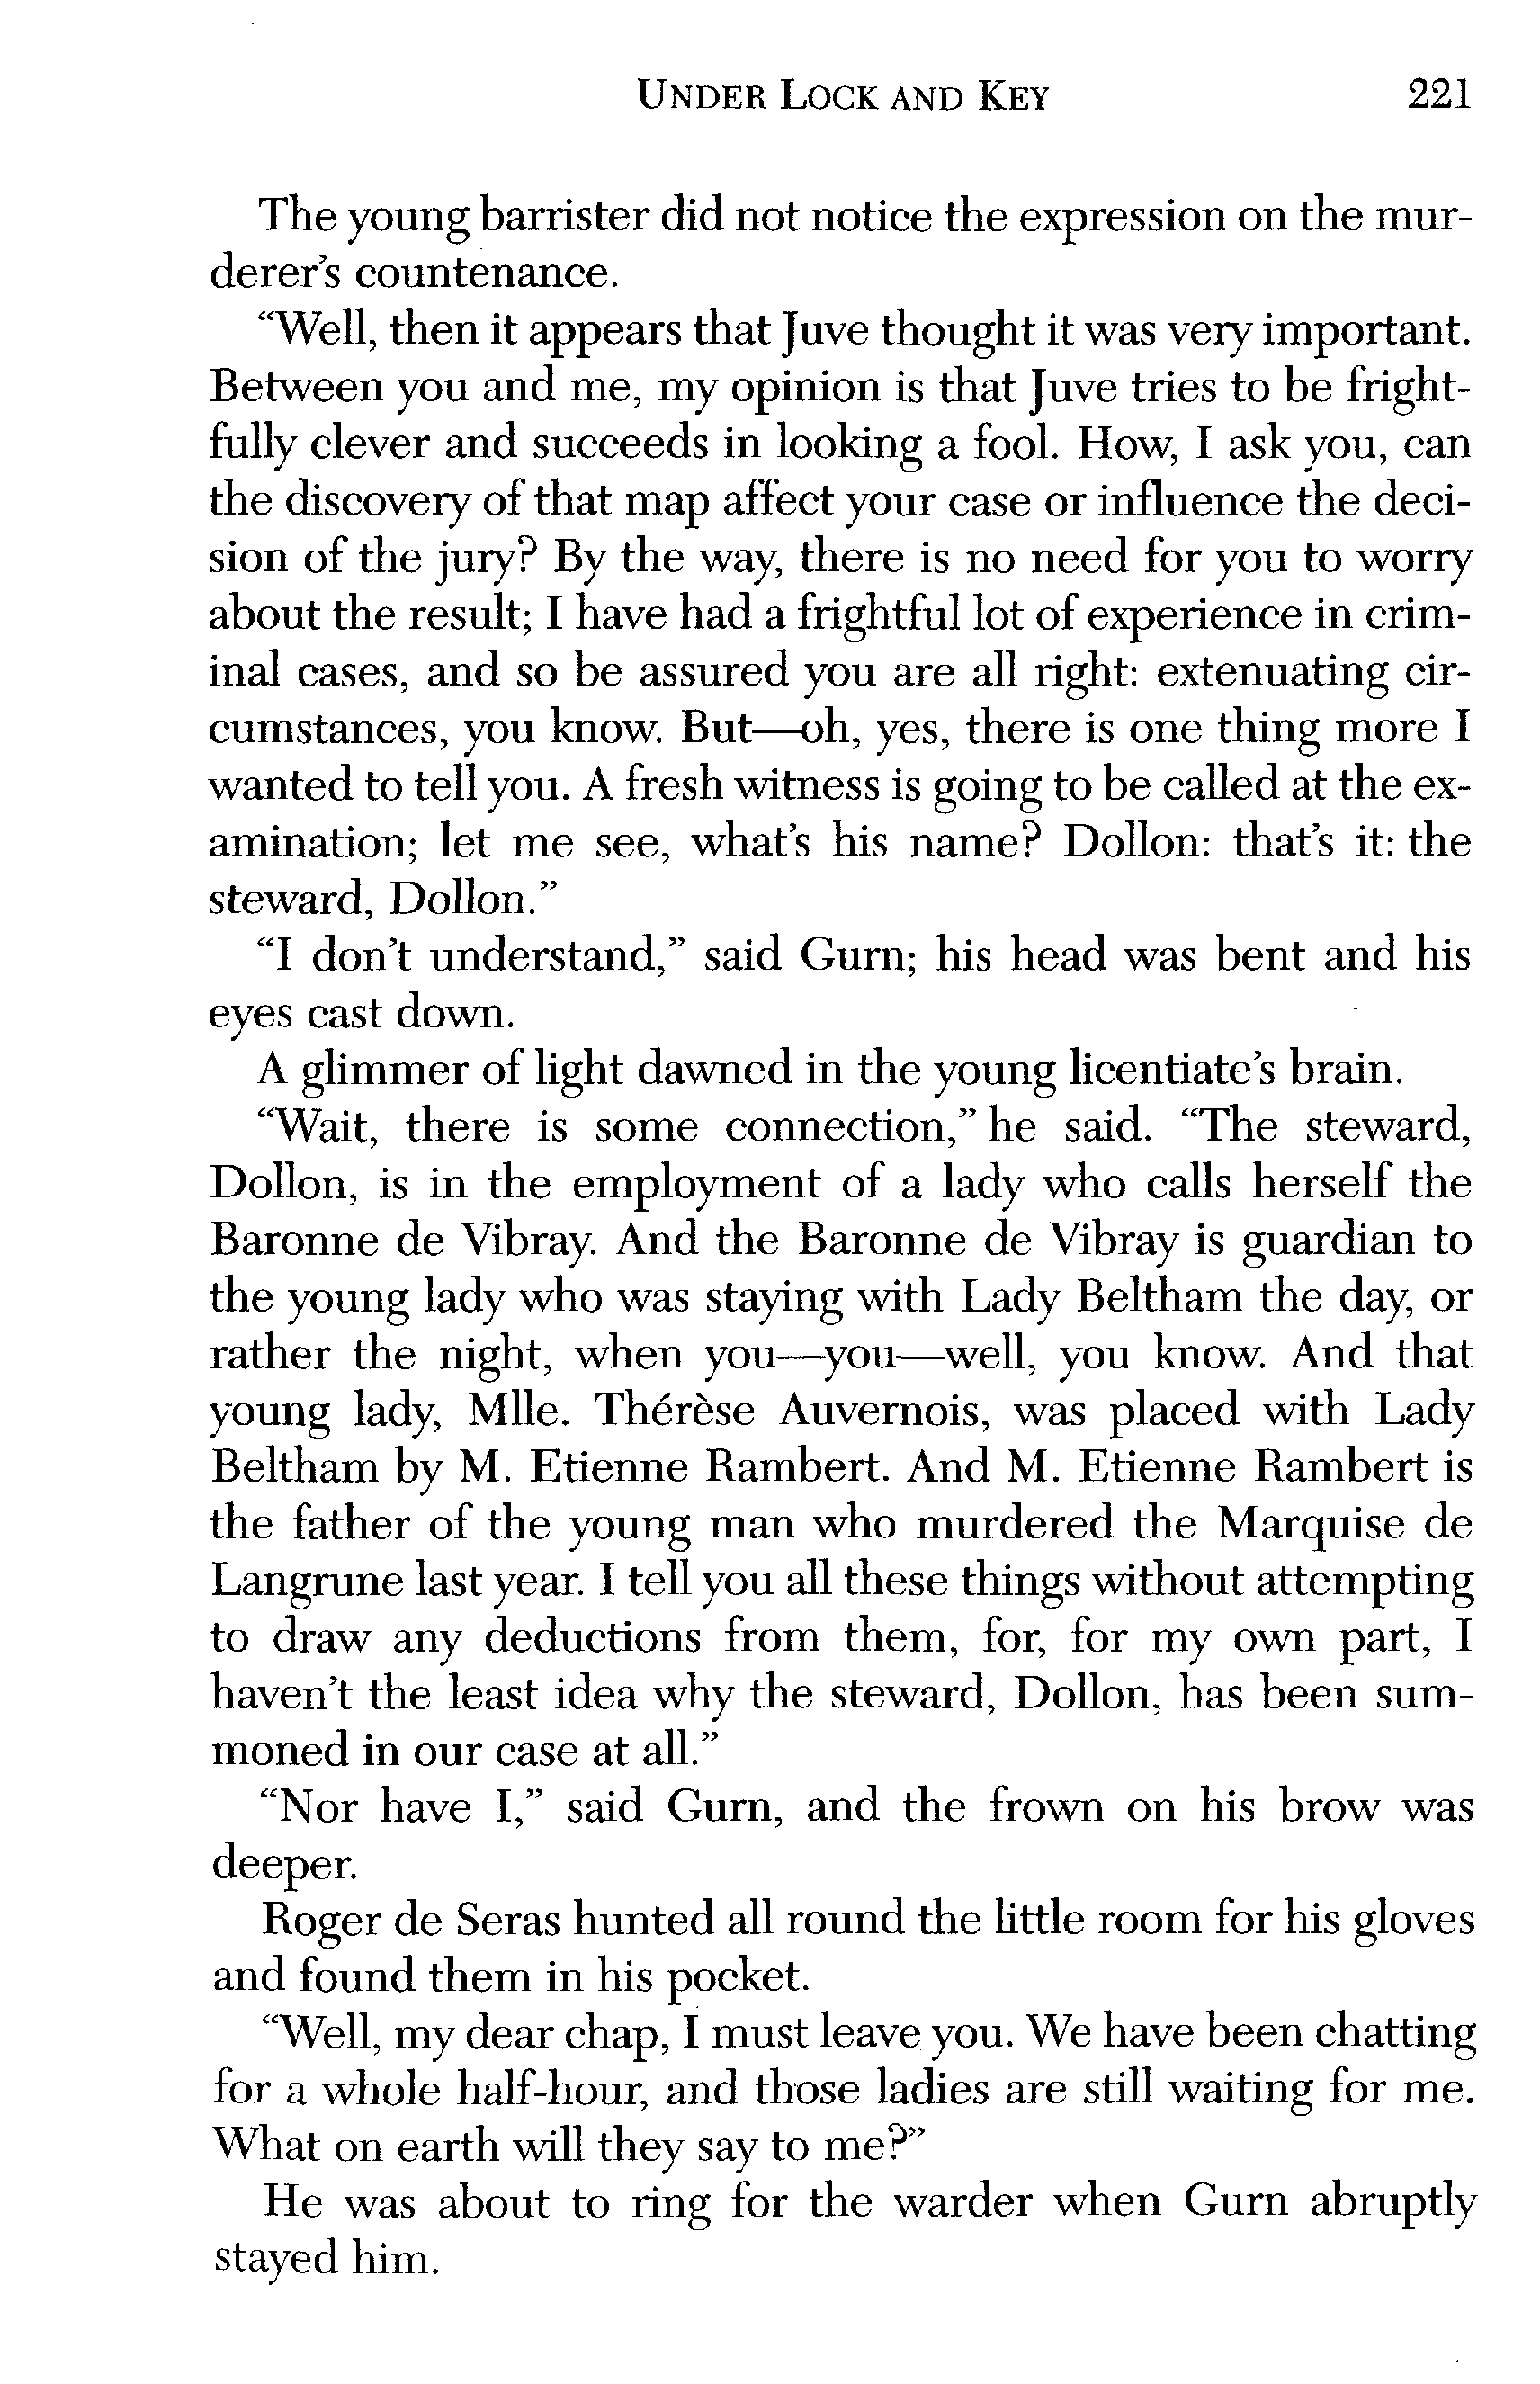 UNDER LOCK AND KEY 221
The young barrister did not notice the expression on the mur-
derer's countenance.
“Well, then it appears that Juve thought it was very important.
Between you and me, my opinion is that Juve tries to be fright-
fully clever and succeeds in looking a fool. How, I ask you, can
the discovery of that map affect your case or influence the deci-
sion of the jury? By the way, there is no need for you to worry
about the result; I have had a frightful lot of experience in crim-
inal cases, and so be assured you are all right: extenuating cir-
cumstances, you know. But—oh, yes, there is one thing more I
wanted to tell you. A fresh witness is going to be called at the ex-
amination; let me see, what's his name? Dollon: that's it: the
steward, Dollon.”
“I don't understand,” said Gurn; his head was bent and his
eyes cast down.
A glimmer of light dawned in the young licentiate's brain.
“Wait, there is some connection,” he said. “The steward,
Dollon, is in the employment of a lady who calls herself the
Baronne de Vibray. And the Baronne de Vibray is guardian to
the young lady who was staying with Lady Beltham the day, or
rather the night, when you—you—well, you know. And that
young lady, Mlle. Thérèse Auvernois, was placed with Lady
Beltham by M. Etienne Rambert. And M. Etienne Rambert is
the father of the young man who murdered the Marquise de
Langrune last year. I tell you all these things without attempting
to draw any deductions from them, for, for my own part, I
haven't the least idea why the steward, Dollon, has been sum-
moned in our case at all.”
“Nor have I,” said Gurn, and the frown on his brow was
deeper.
Roger de Seras hunted all round the little room for his gloves
and found them in his pocket.
“Well, my dear chap, I must leave you. We have been chatting
for a whole half-hour, and those ladies are still waiting for me.
What on earth will they say to me?”
He was about to ring for the warder when Gurn abruptly
stayed him.